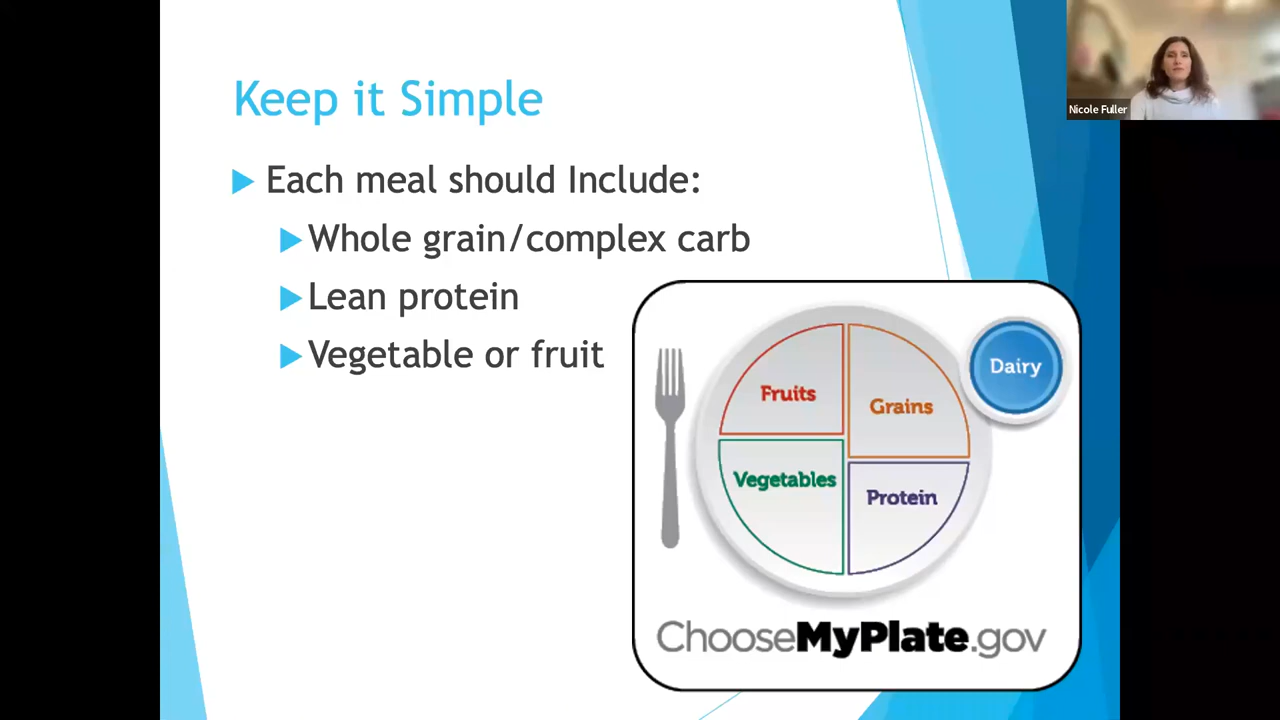 Keep it Simple
Each meal should Include:
Whole grain/complex carb
Lean protein
Vegetable or fruit
Fruits
Grains
Dairy
Vegetables
Protein
ChooseMyPlate.gov
Nicole Fuller